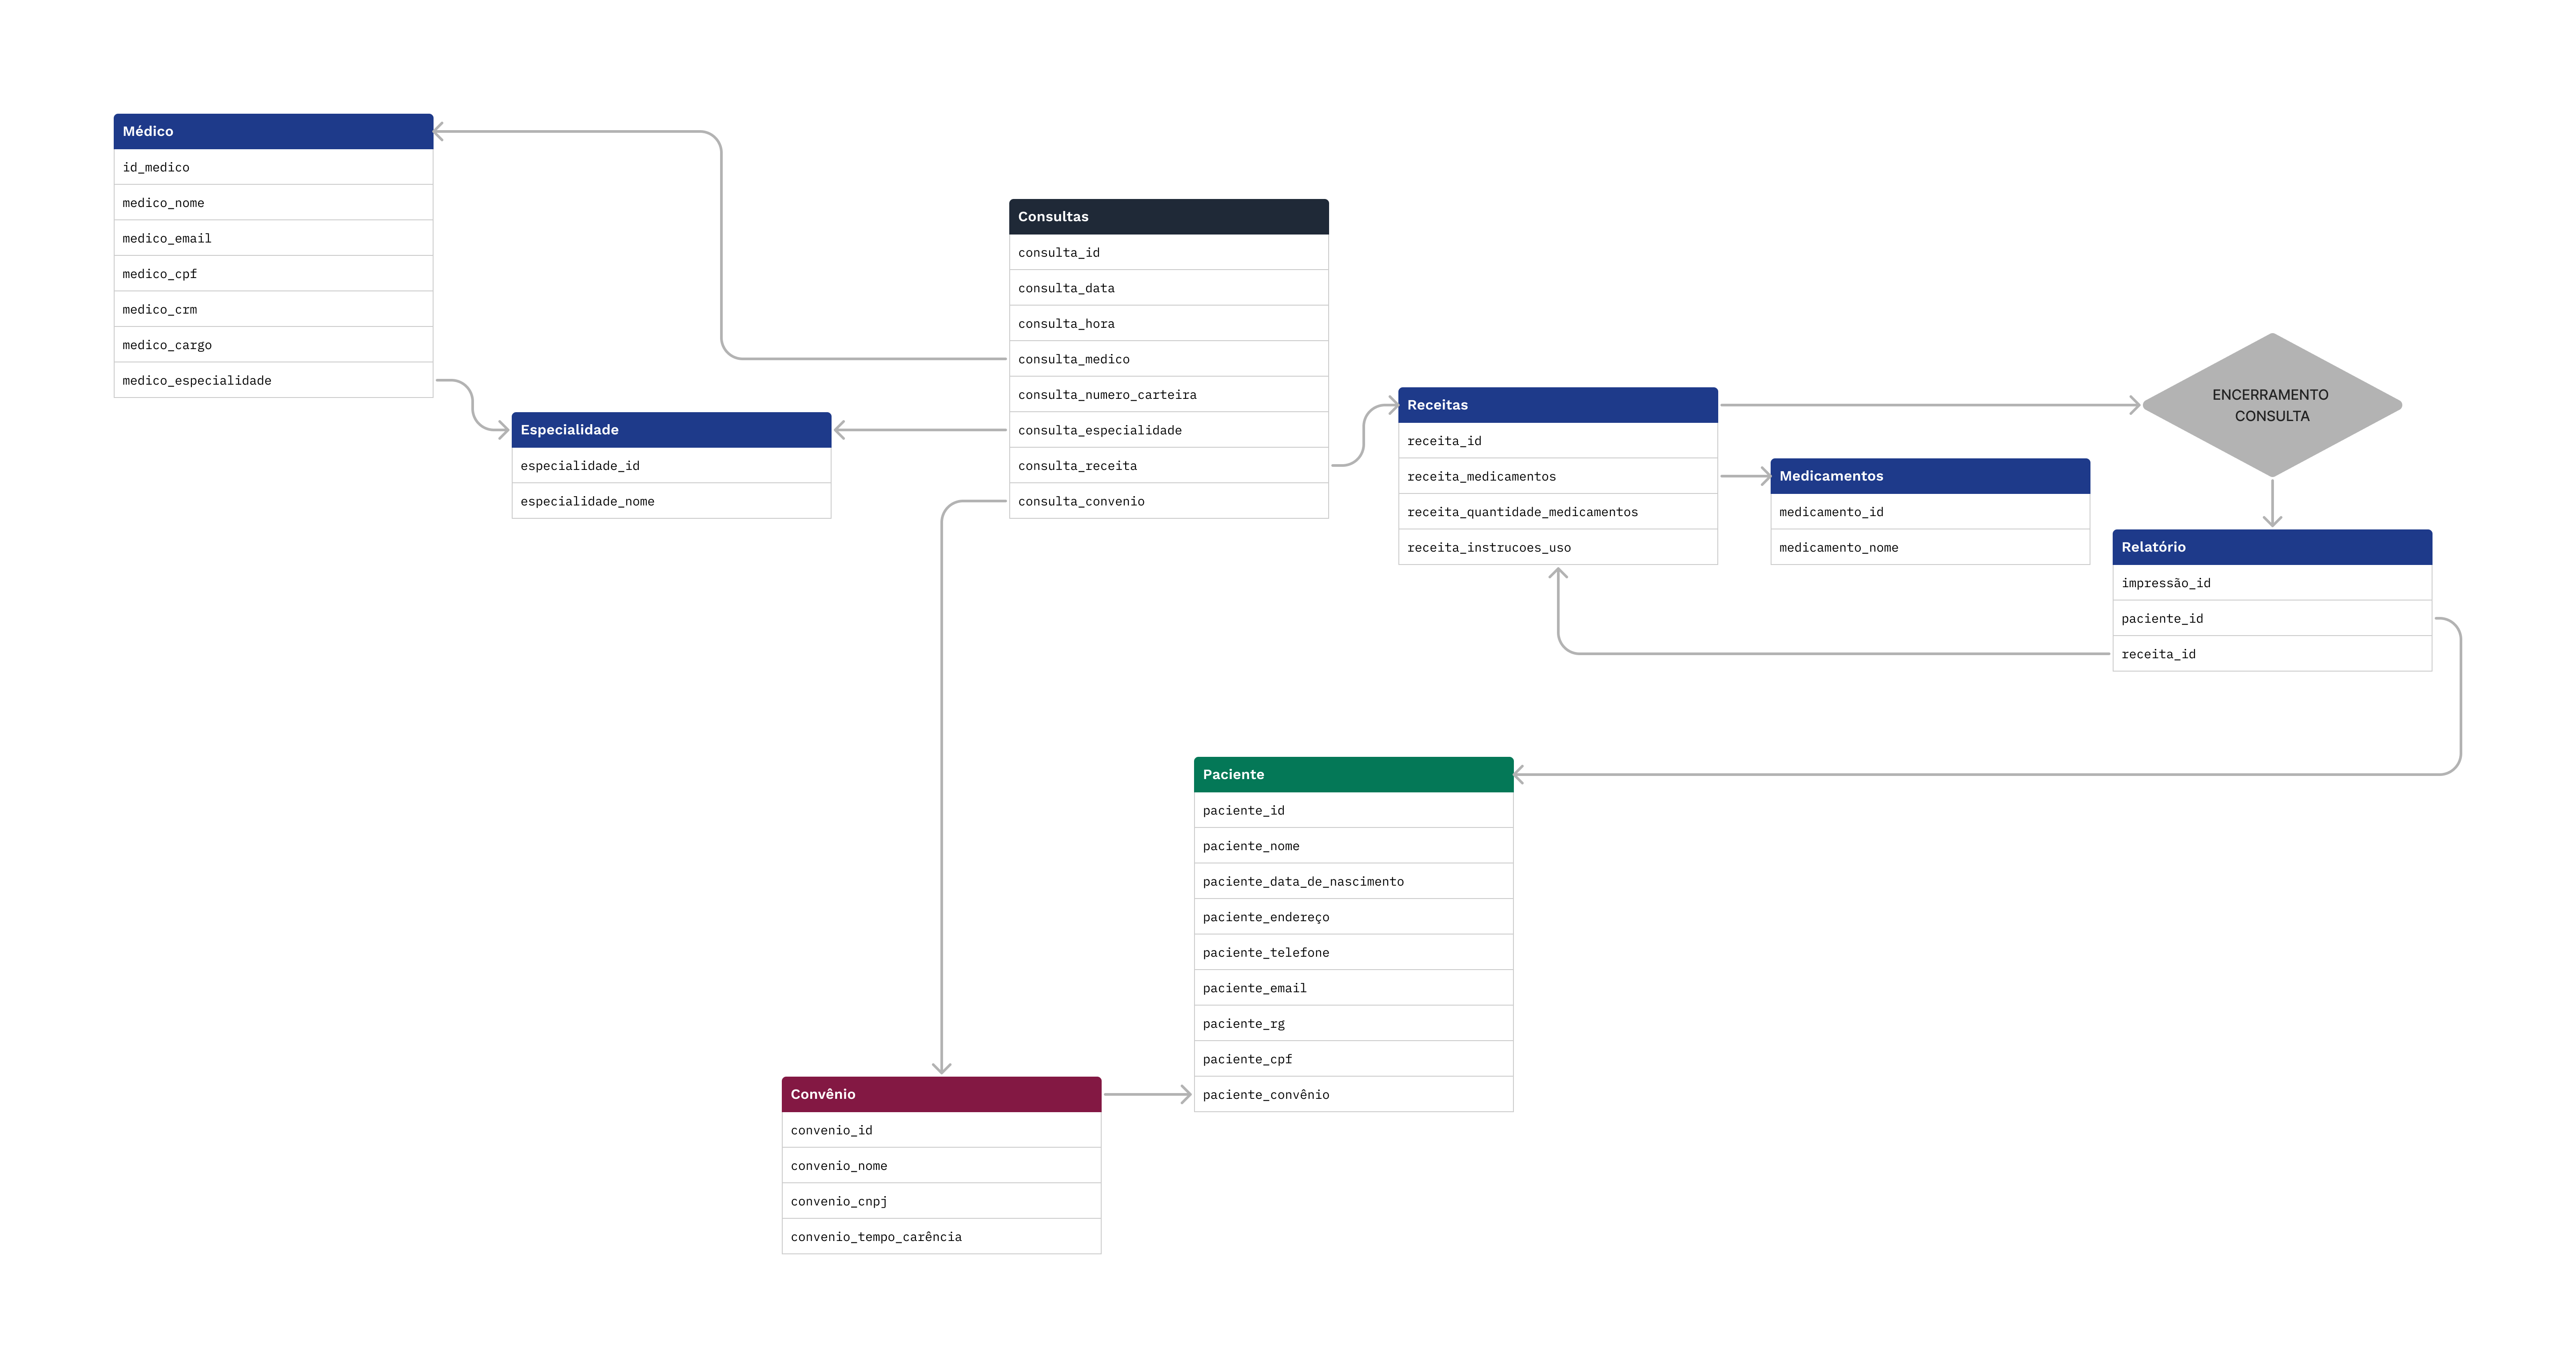 Médico
id_medico
medico_nome
medico_email
medico_cpf
medico_crm
medico_cargo
medico_especialidade
Especialidade
especialidade_id
especialidade_nome
Consultas
consulta_id
consulta_data
consulta_hora
consulta_medico
consulta_numero_carteira
consulta_especialidade
consulta_receita
consulta_convenio
Receitas
receita_id
receita_medicamentos
receita_quantidade_medicamentos
receita_instrucoes_uso
Medicamentos
medicamento_id
medicamento_nome
ENCERRAMENTO
CONSULTA
Relatório
impressão_id
paciente_id
receita_id
Paciente
paciente_id
paciente_nome
paciente_data_de_nascimento
paciente_endereço
paciente_telefone
paciente_email
paciente_rg
paciente_cpf
paciente_convênio
Convênio
convenio_id
convenio_nome
convenio_cnpj
convenio_tempo_carência